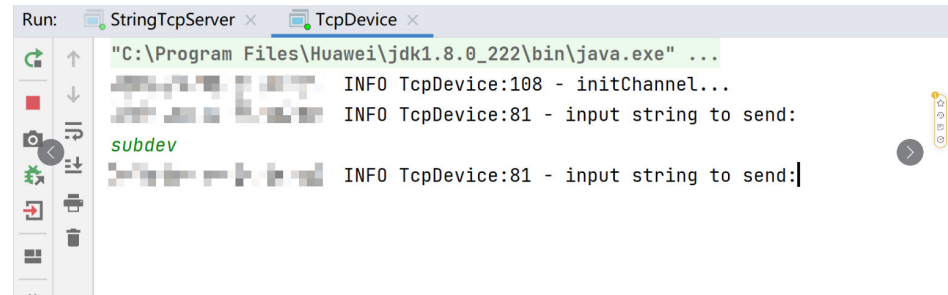 Run: StringTcpServer TcpDevice
"C:\Program Files\Huawei\jdk1.8.0_222\bin\java.exe" ...
INFO TcpDevice:108 - initChannel...
INFO TcpDevice:81 - input string to send:
subdev
INFO TcpDevice:81 - input string to send: